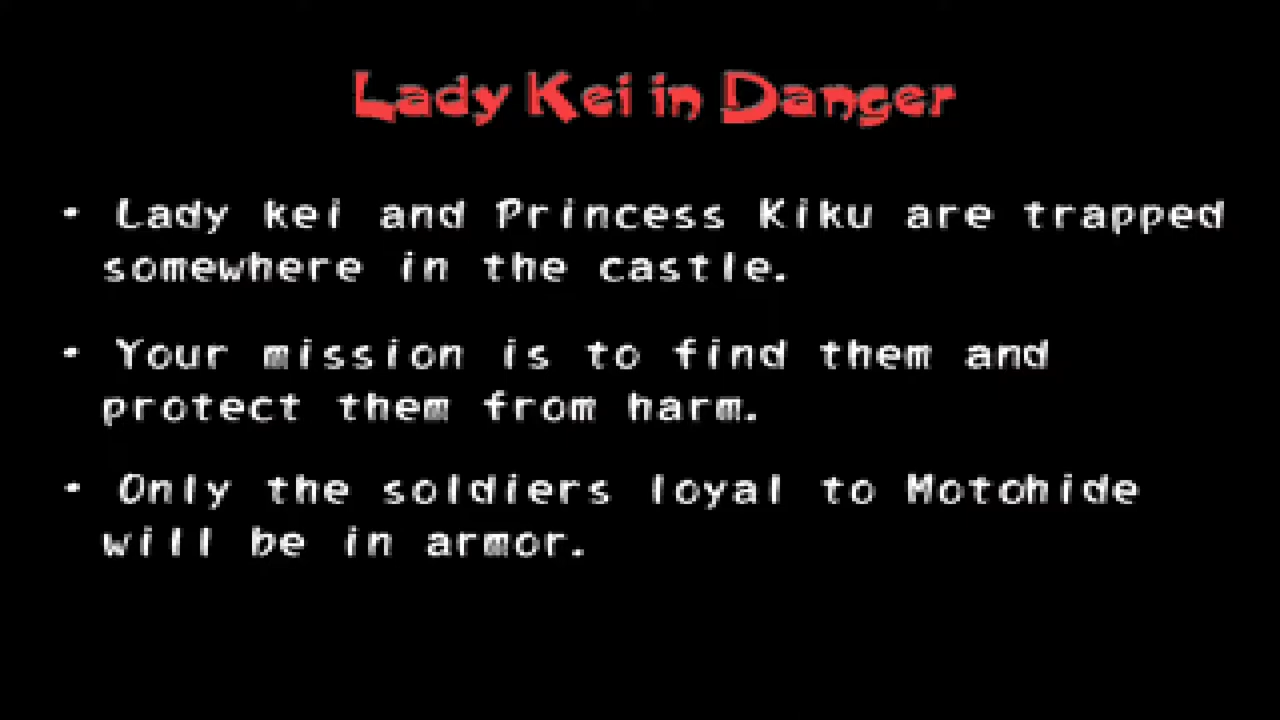 Lady Kei in Danger
• Lady kei and Princess Kiku are trapped
somewhere in the castle.
• Your mission is to find them and
protect them from harm.
• Only the soldiers loyal to Motohide
will be in armor.